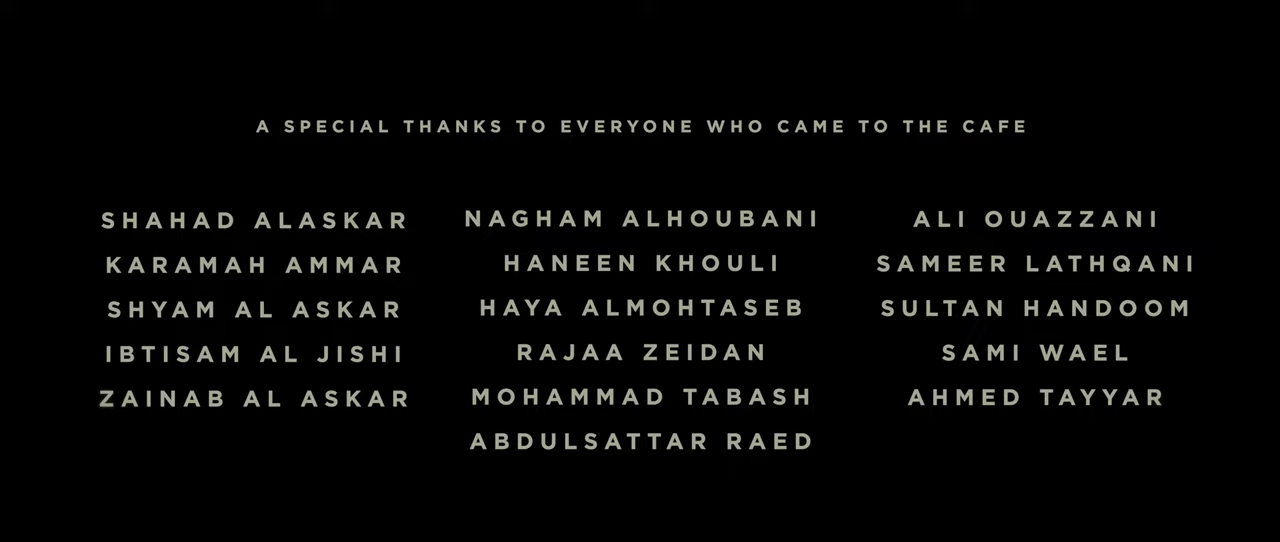 A SPECIAL THANKS TO EVERYONE WHO CAME TO THE CAFE
SHAHAD ALASKAR
KARAMAH AMMAR
SHYAM AL ASKAR
IBTISAM AL JISHI
ZAINAB AL ASKAR
NAGHAM ALHOUBANI
HANEEN KHOULI
HAYA ALMOHTASEB
RAJAA ZEIDAN
MOHAMMAD TABASH
ABDULSATTAR RAED
ALI OUAZZANI
SAMEER LATHQANI
SULTAN HANDOOM
SAMI WAEL
AHMED TAYYAR